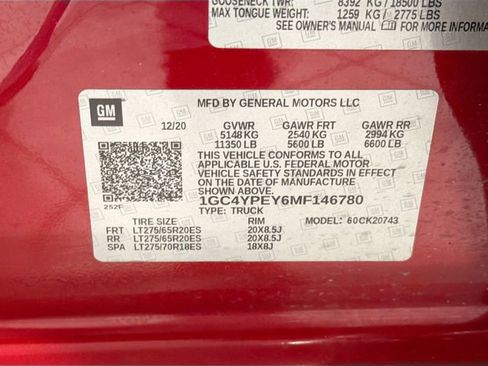 GOOSENECK TWR: 8392 KG / 18500 LBS
MAX TONGUE WEIGHT: 1259 KG / 2775 LBS
SEE OWNER'S MANUAL FOR MORE
GM
MFD BY GENERAL MOTORS LLC
12/20 GVWR GAWR FRT GAWR RR
5148 KG 2540 KG 2994 KG
11350 LB 5600 LB 6600 LB
THIS VEHICLE CONFORMS TO ALL
APPLICABLE U.S. FEDERAL MOTOR
VEHICLE SAFETY STANDARDS IN EFFECT
ON THE DATE OF MANUFACTURE
SHOWN ABOVE.
1GC4YPEY6MF146780
252F TYPE: TRUCK MODEL: 60CK20743
TIRE SIZE RIM
FRT LT275/65R20ES 20X8.5J
RR LT275/65R20ES 20X8.5J
SPA LT275/70R18ES 18X8J